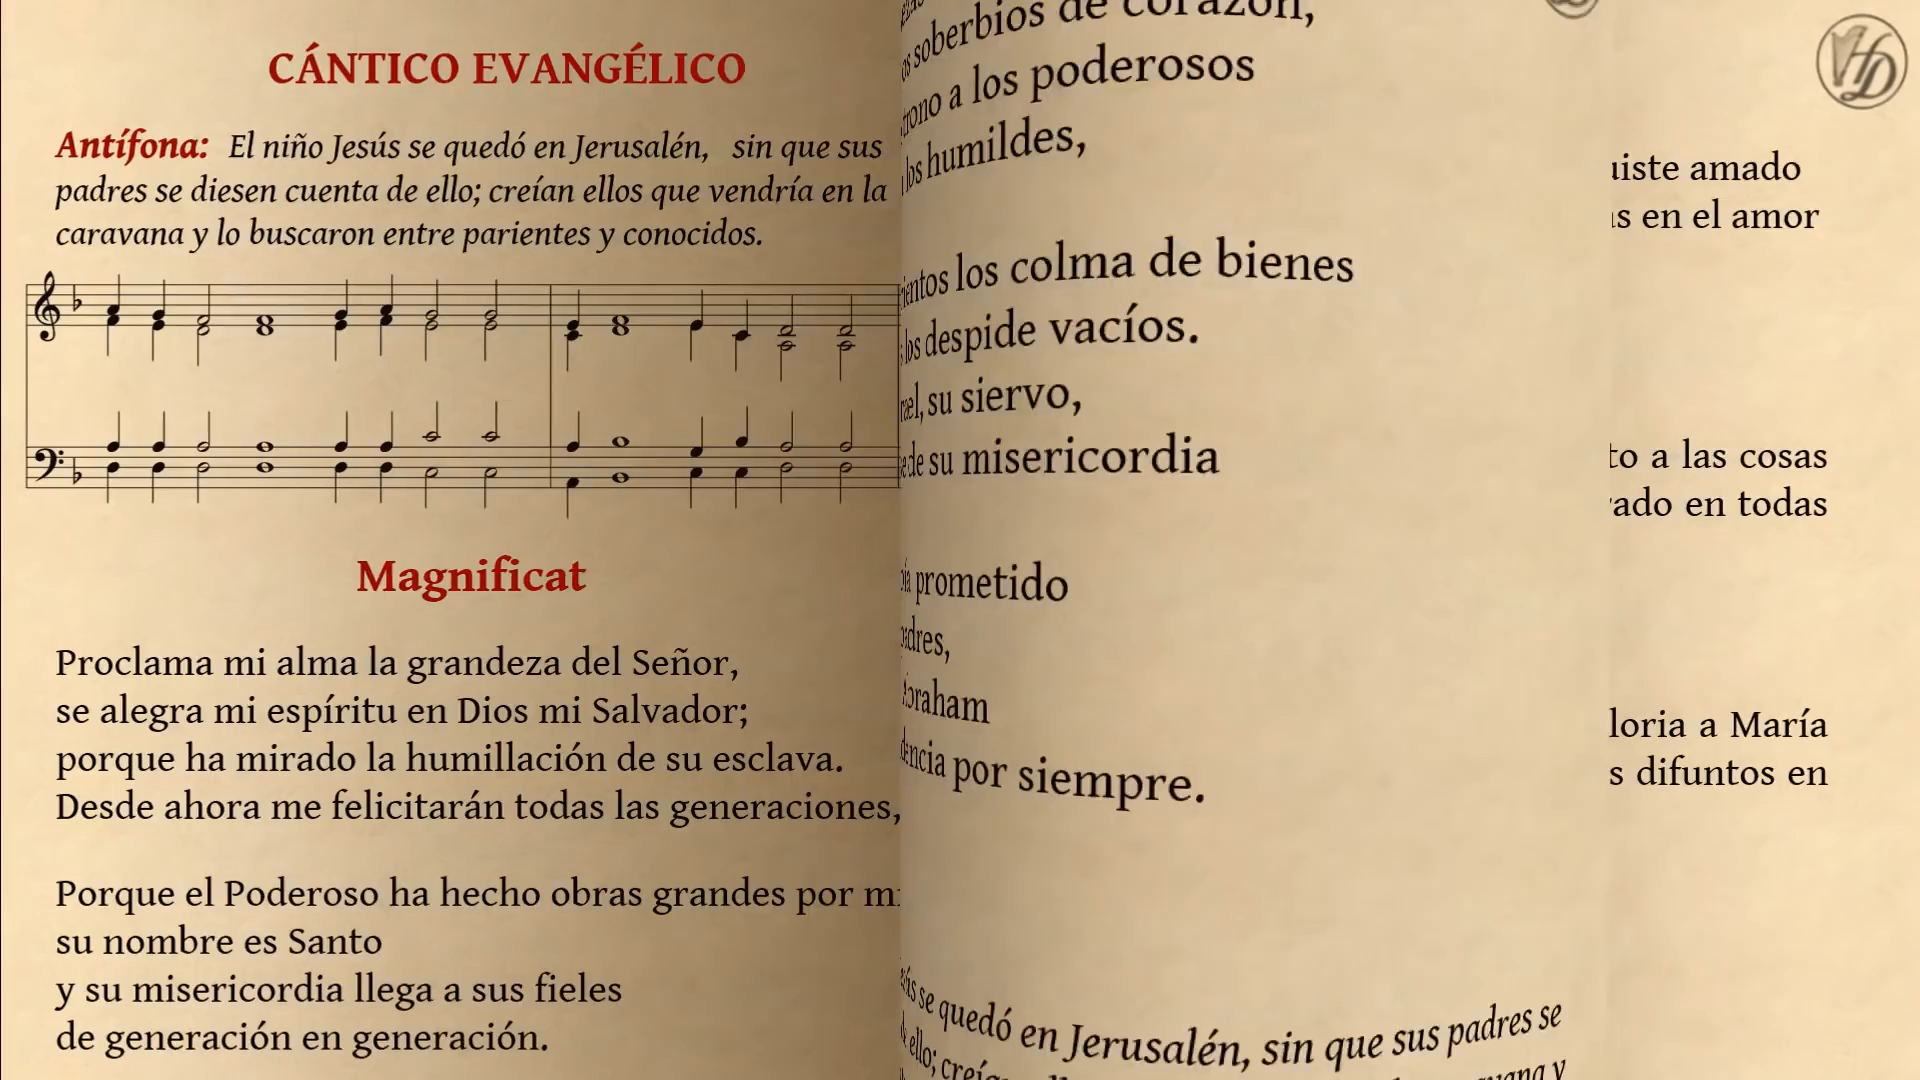 CÁNTICO EVANGÉLICO
Antífona: El niño Jesús se quedó en Jerusalén, sin que sus
padres se diesen cuenta de ello; creían ellos que vendría en la
caravana y lo buscaron entre parientes y conocidos.
Magnificat
Proclama mi alma la grandeza del Señor,
se alegra mi espíritu en Dios mi Salvador;
porque ha mirado la humillación de su esclava.
Desde ahora me felicitarán todas las generaciones,
Porque el Poderoso ha hecho obras grandes por
su nombre es Santo
y su misericordia llega a sus fieles
de generación en generación.
soberbios de corazón,
a los poderosos
los humildes,
los colma de bienes
los despide vacíos.
su siervo,
de su misericordia
prometido
por siempre.
se quedó en Jerusalén, sin que sus padres se
ello;
y
HD
amado
en el amor
a las cosas
en todas
a María
difuntos en